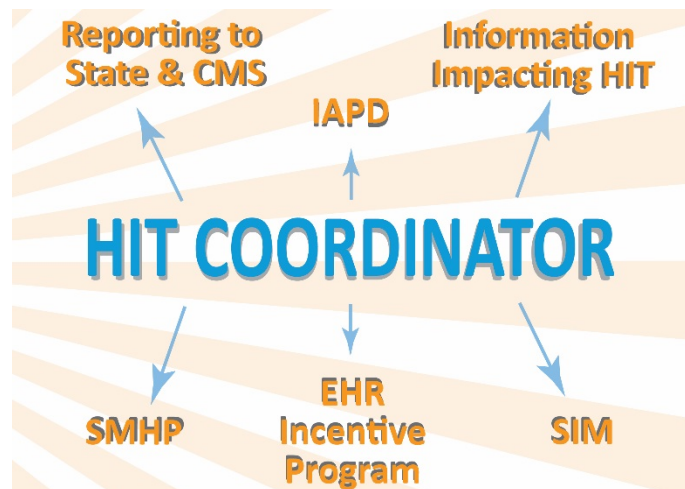 Reporting to
State & CMS
Information
Impacting HIT
IAPD
HIT COORDINATOR
SMHP
EHR
Incentive
Program
SIM